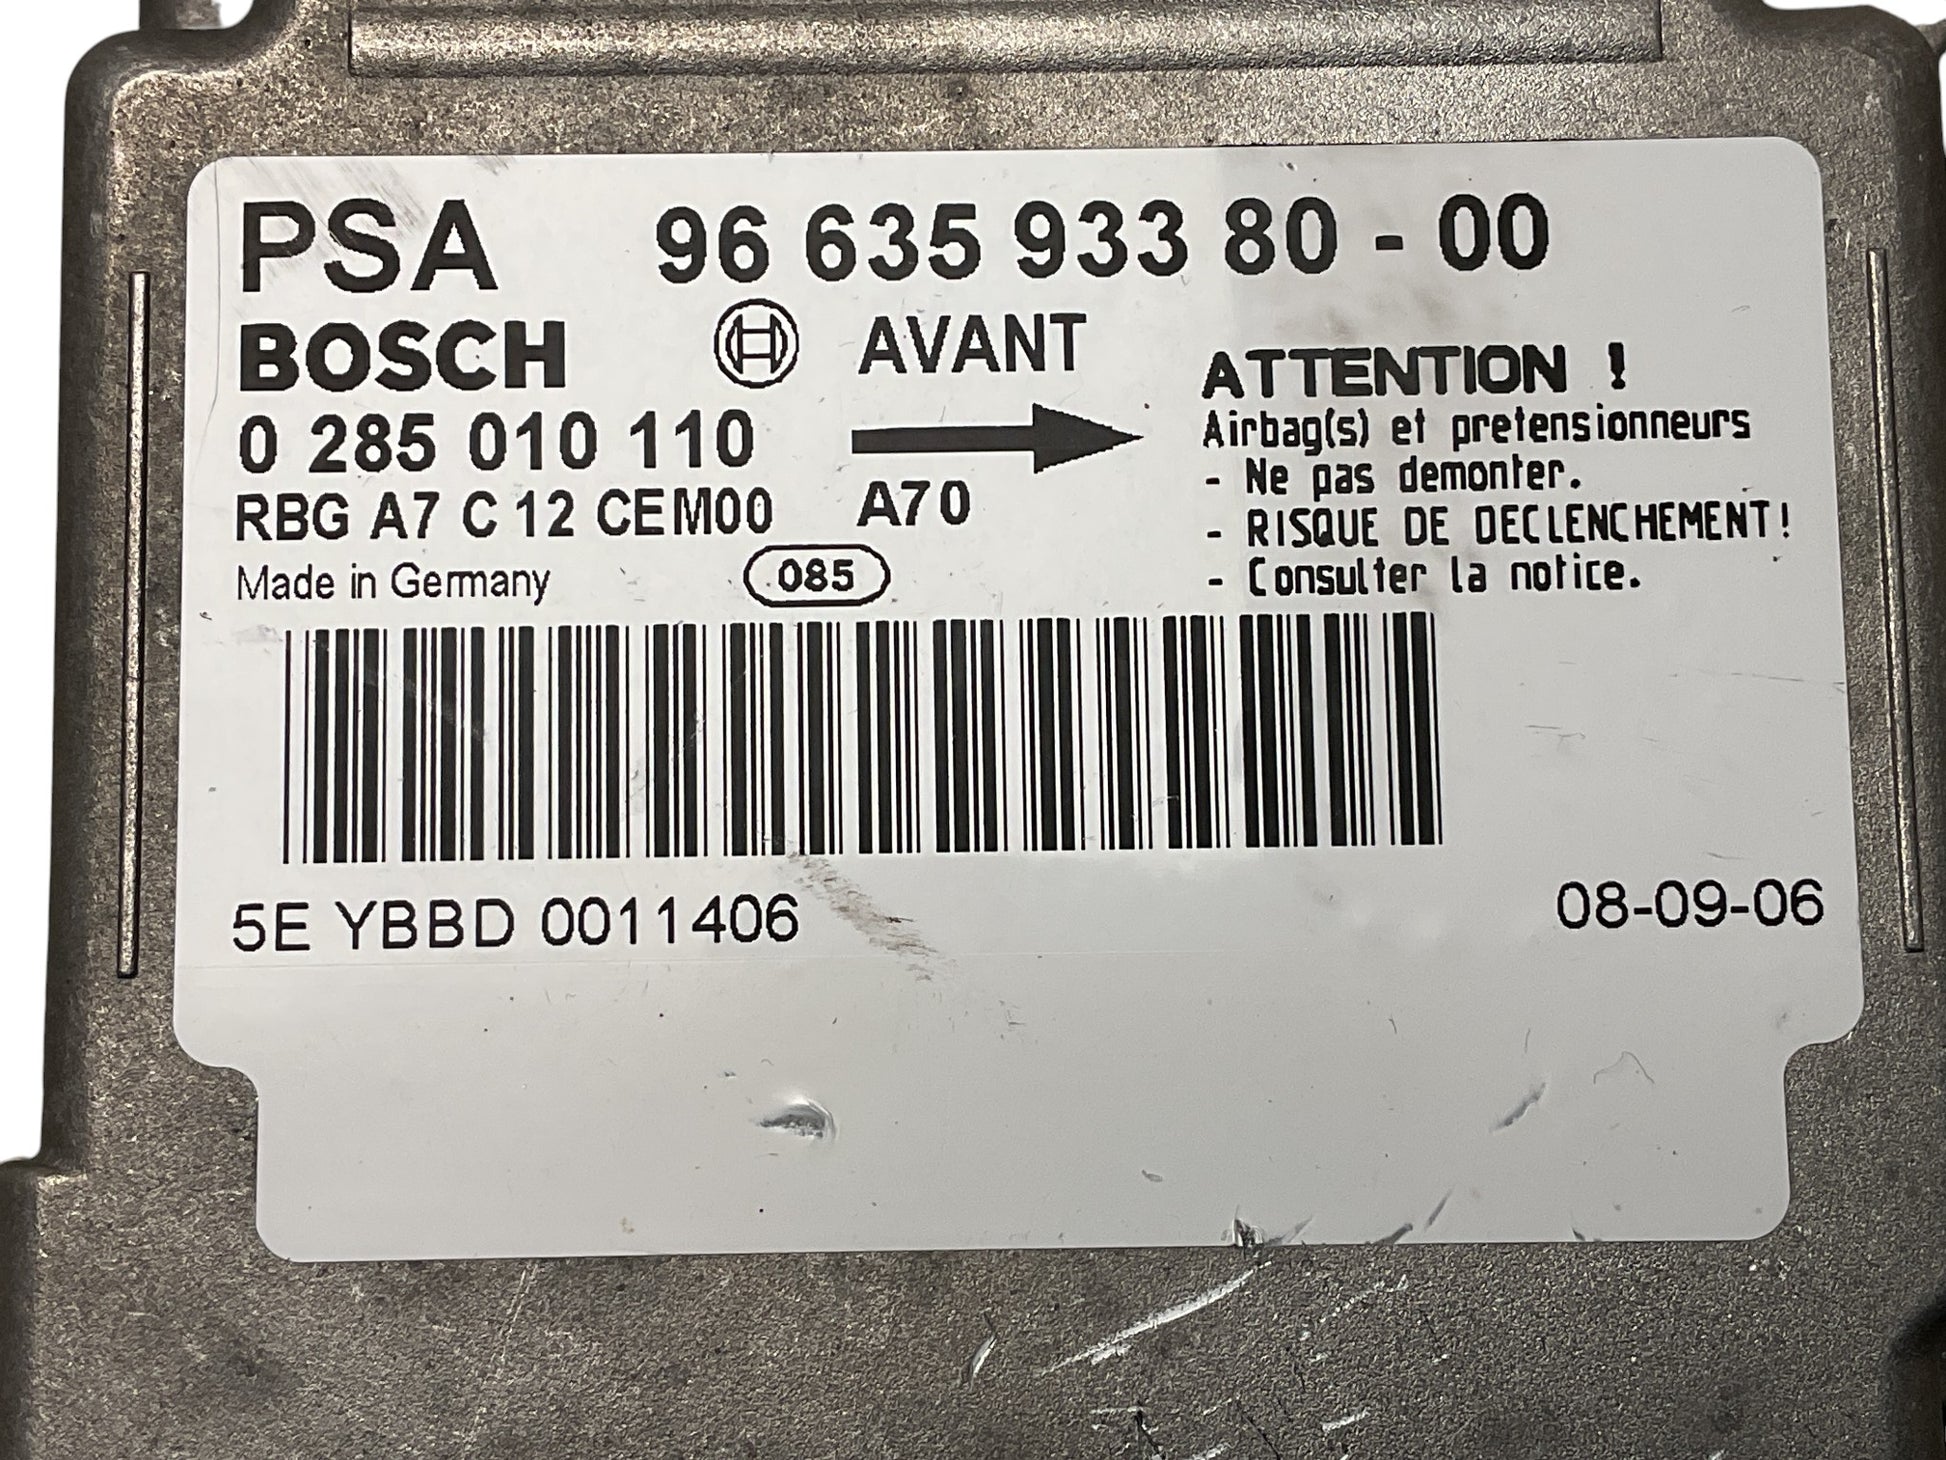 PSA 96 635 933 80 - 00
BOSCH AVANT
0 285 010 110
RBG A7 C 12 CEM00 A70
Made in Germany 085
ATTENTION !
Airbag(s) et pretensionneurs
- Ne pas demonter.
- RISQUE DE DECLENCHEMENT!
- Consulter la notice.
5E YBBD 0011406 08-09-06